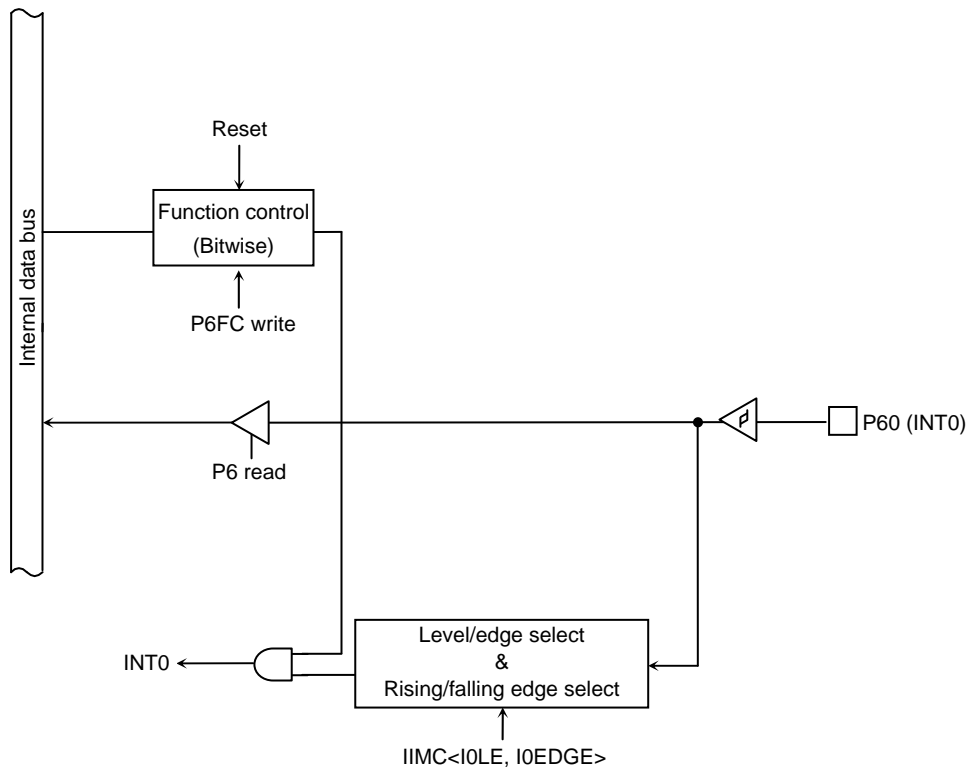 Reset
Function control
(Bitwise)
Internal data bus
P6FC write
P60 (INT0)
P6 read
Level/edge select
&
Rising/falling edge select
INT0
IIMC<I0LE, I0EDGE>